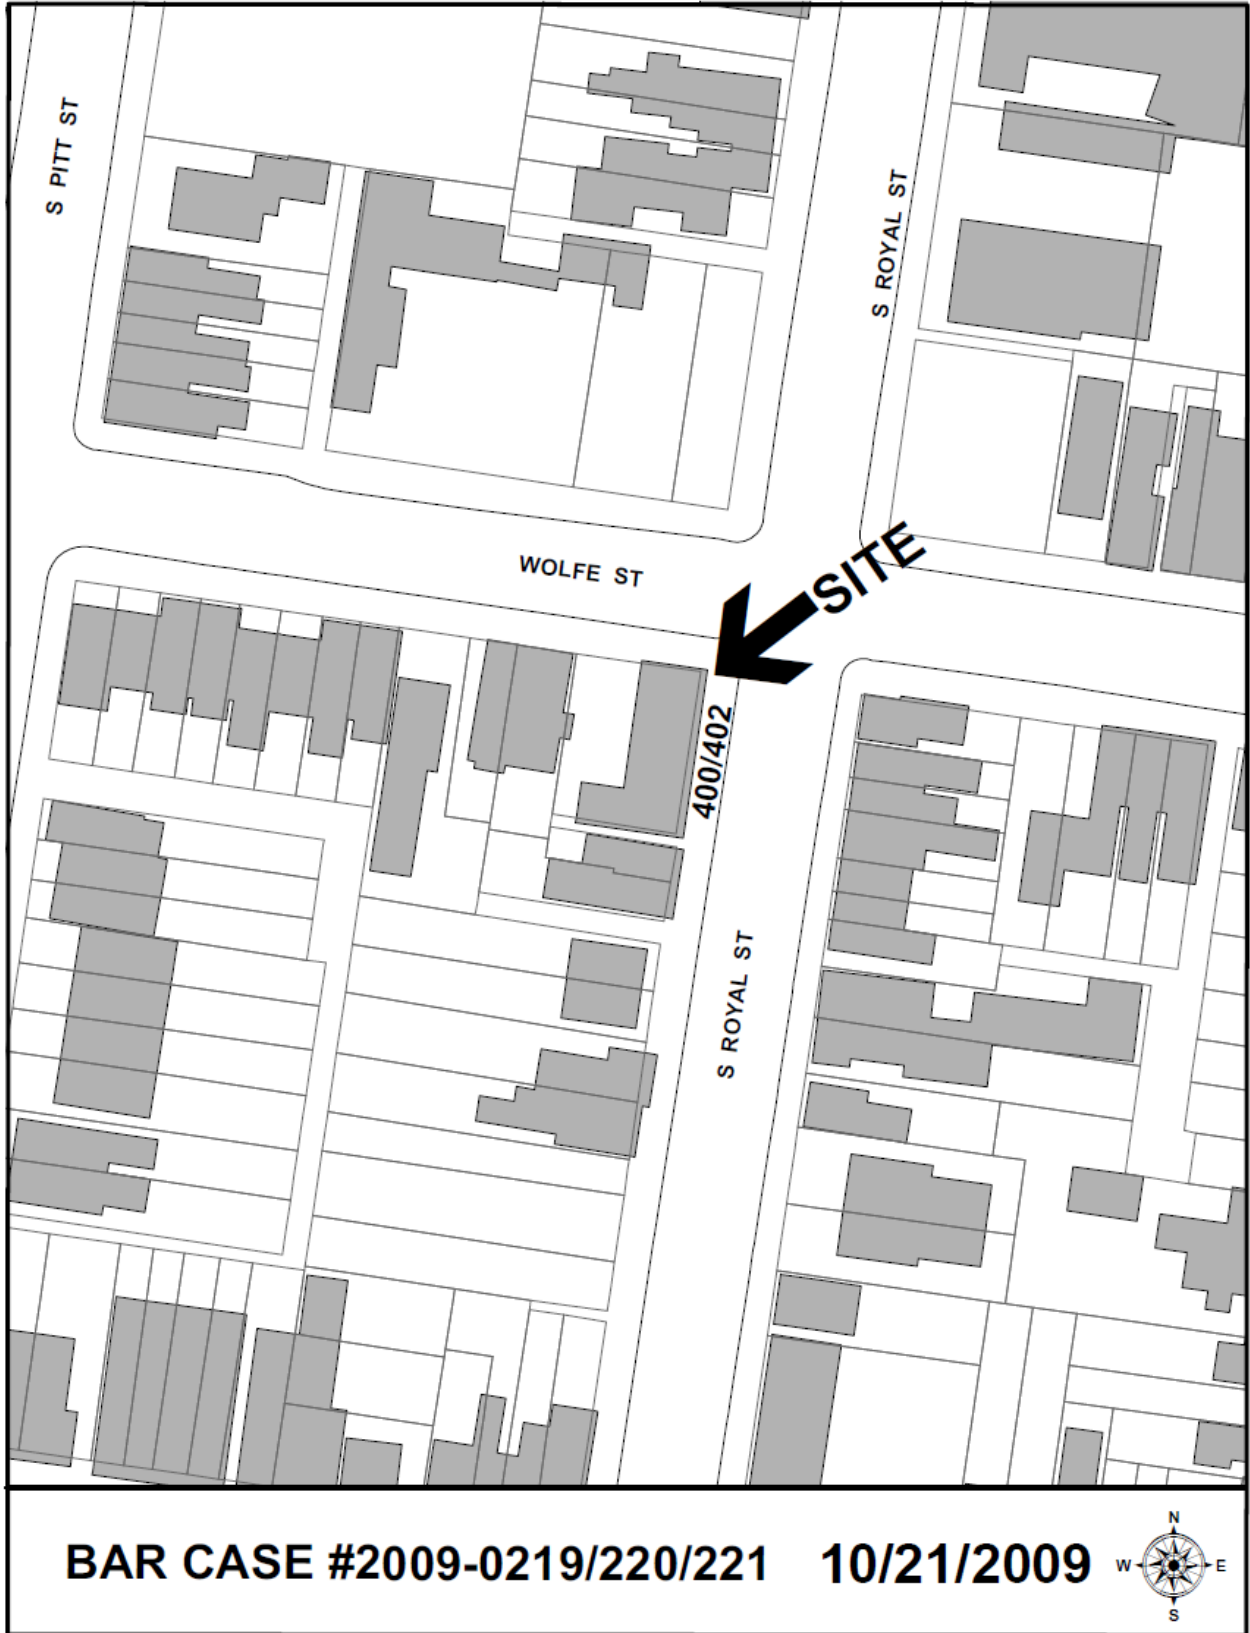 S PITT ST
S ROYAL ST
WOLFE ST
SITE
400/402
S ROYAL ST
BAR CASE #2009-0219/220/221 10/21/2009
N
W E
S